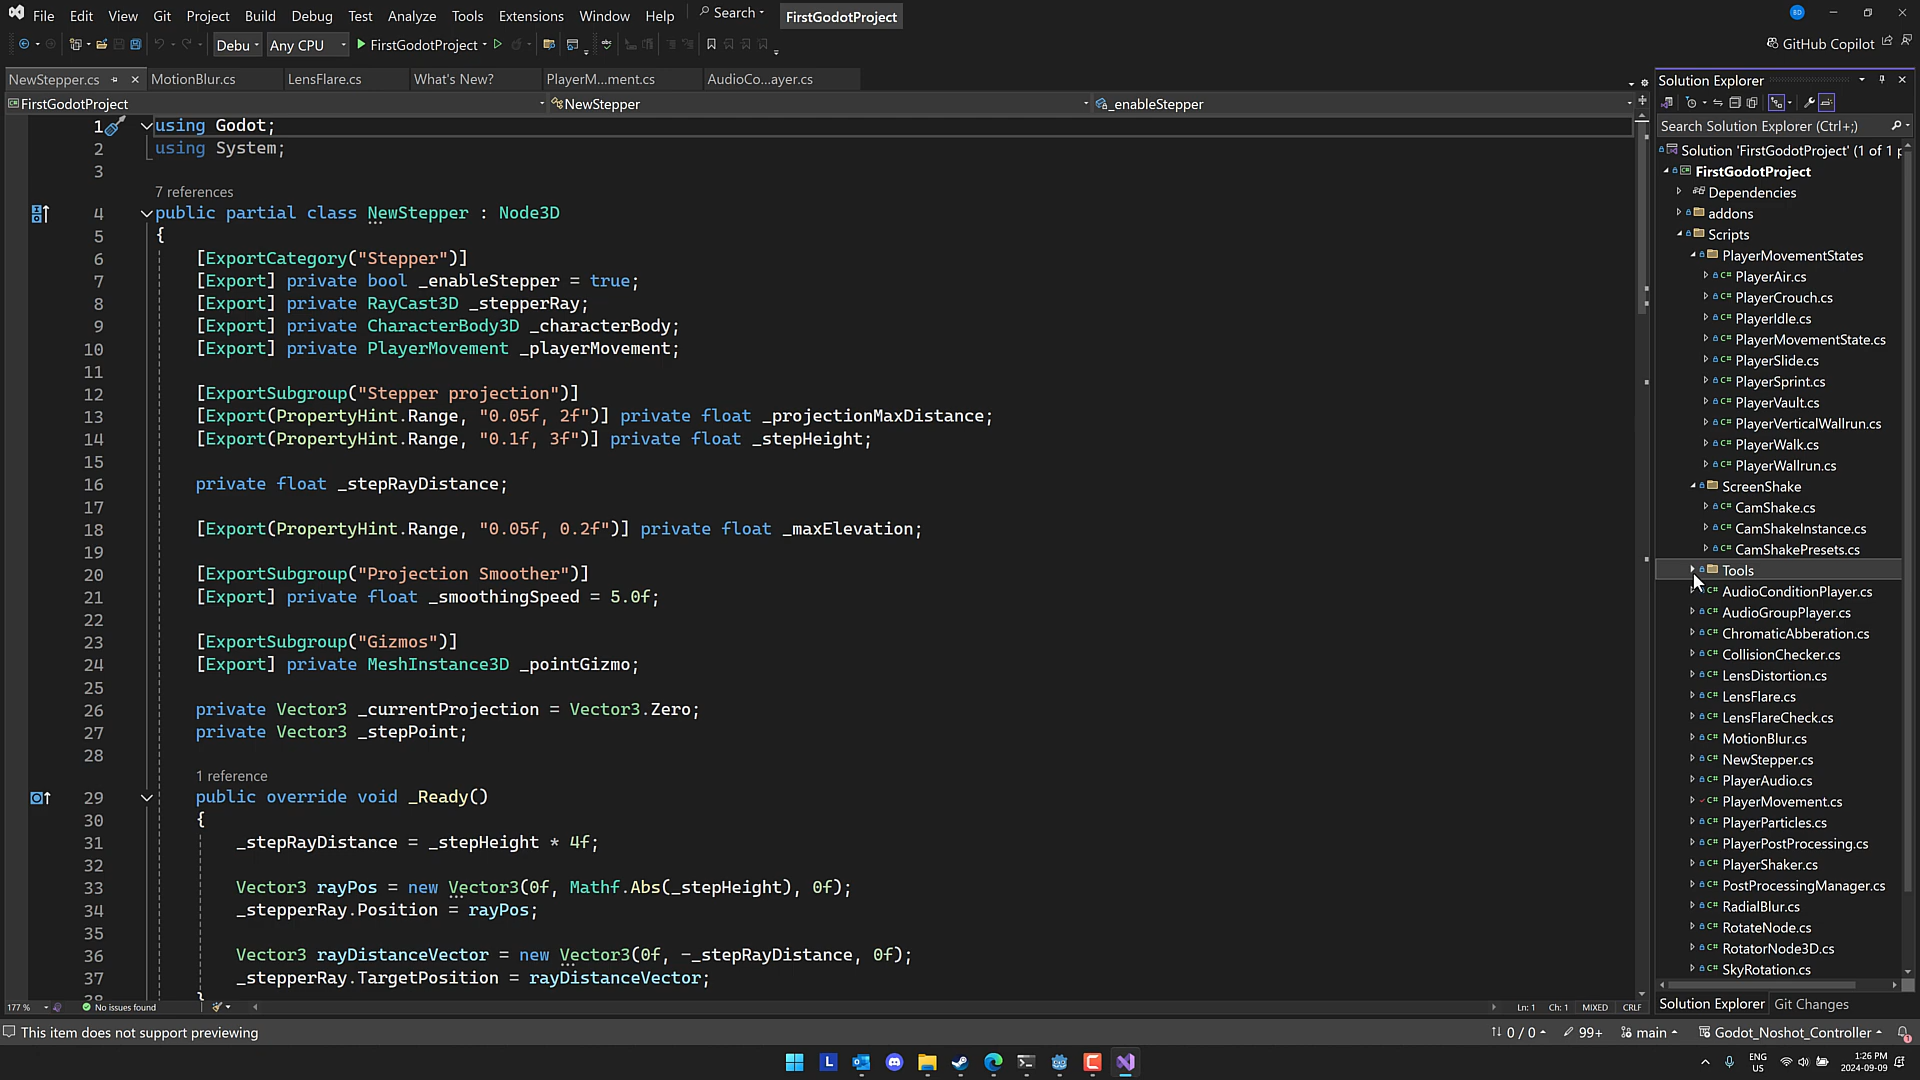 File Edit View Git Project Build Debug Test Analyze Tools Extensions Window Help Search FirstGodotProject
BD
Debu Any CPU FirstGodotProject GitHub Copilot
NewStepper.cs MotionBlur.cs LensFlare.cs What's New? PlayerM...ment.cs AudioCo...ayer.cs
FirstGodotProject NewStepper _enableStepper
1 using Godot;
2 using System;
3
7 references
4 public partial class NewStepper : Node3D
5 {
6 [ExportCategory("Stepper")]
7 [Export] private bool _enableStepper = true;
8 [Export] private RayCast3D _stepperRay;
9 [Export] private CharacterBody3D _characterBody;
10 [Export] private PlayerMovement _playerMovement;
11
12 [ExportSubgroup("Stepper projection")]
13 [Export(PropertyHint.Range, "0.05f, 2f")] private float _projectionMaxDistance;
14 [Export(PropertyHint.Range, "0.1f, 3f")] private float _stepHeight;
15
16 private float _stepRayDistance;
17
18 [Export(PropertyHint.Range, "0.05f, 0.2f")] private float _maxElevation;
19
20 [ExportSubgroup("Projection Smoother")]
21 [Export] private float _smoothingSpeed = 5.0f;
22
23 [ExportSubgroup("Gizmos")]
24 [Export] private MeshInstance3D _pointGizmo;
25
26 private Vector3 _currentProjection = Vector3.Zero;
27 private Vector3 _stepPoint;
28
1 reference
29 public override void _Ready()
30 {
31 _stepRayDistance = _stepHeight * 4f;
32
33 Vector3 rayPos = new Vector3(0f, Mathf.Abs(_stepHeight), 0f);
34 _stepperRay.Position = rayPos;
35
36 Vector3 rayDistanceVector = new Vector3(0f, -_stepRayDistance, 0f);
37 _stepperRay.TargetPosition = rayDistanceVector;
38 }
177 % No issues found Ln: 1 Ch: 1 MIXED CRLF
Solution Explorer
Search Solution Explorer (Ctrl+;)
Solution 'FirstGodotProject' (1 of 1 p
FirstGodotProject
Dependencies
addons
Scripts
PlayerMovementStates
C# PlayerAir.cs
C# PlayerCrouch.cs
C# PlayerIdle.cs
C# PlayerMovementState.cs
C# PlayerSlide.cs
C# PlayerSprint.cs
C# PlayerVault.cs
C# PlayerVerticalWallrun.cs
C# PlayerWalk.cs
C# PlayerWallrun.cs
ScreenShake
C# CamShake.cs
C# CamShakeInstance.cs
C# CamShakePresets.cs
Tools
C# AudioConditionPlayer.cs
C# AudioGroupPlayer.cs
C# ChromaticAbberation.cs
C# CollisionChecker.cs
C# LensDistortion.cs
C# LensFlare.cs
C# LensFlareCheck.cs
C# MotionBlur.cs
C# NewStepper.cs
C# PlayerAudio.cs
C# PlayerMovement.cs
C# PlayerParticles.cs
C# PlayerPostProcessing.cs
C# PlayerShaker.cs
C# PostProcessingManager.cs
C# RadialBlur.cs
C# RotateNode.cs
C# RotatorNode3D.cs
C# SkyRotation.cs
Solution Explorer Git Changes
This item does not support previewing 0 / 0 99+ main Godot_Noshot_Controller 1
L ENG US 1:26 PM 2024-09-09